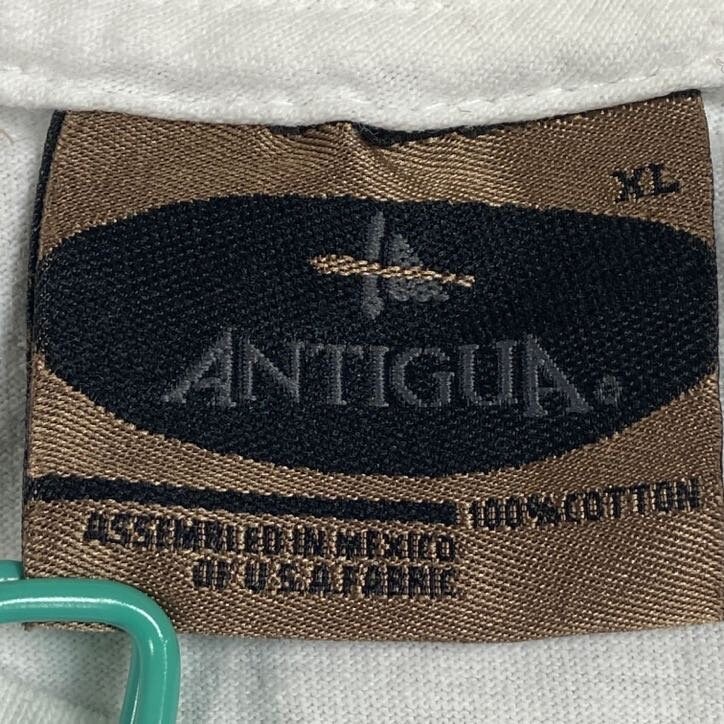 XL
ANTIGUA®
100% COTTON
ASSEMBLED IN MEXICO
OF U.S.A. FABRIC